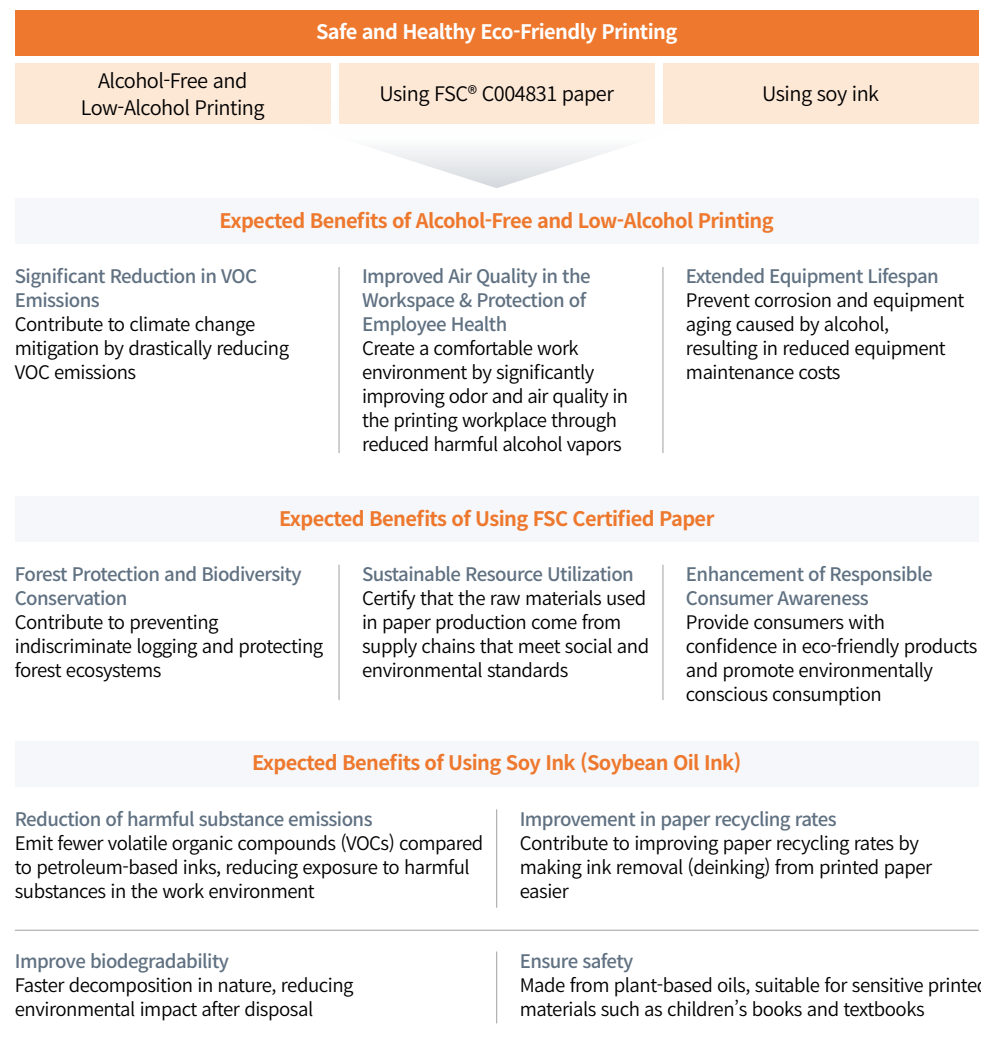 Safe and Healthy Eco-Friendly Printing
Alcohol-Free and
Low-Alcohol Printing
Using FSC® C004831 paper
Using soy ink
Expected Benefits of Alcohol-Free and Low-Alcohol Printing
Significant Reduction in VOC
Emissions
Contribute to climate change
mitigation by drastically reducing
VOC emissions
Improved Air Quality in the
Workspace & Protection of
Employee Health
Create a comfortable work
environment by significantly
improving odor and air quality in
the printing workplace through
reduced harmful alcohol vapors
Extended Equipment Lifespan
Prevent corrosion and equipment
aging caused by alcohol,
resulting in reduced equipment
maintenance costs
Expected Benefits of Using FSC Certified Paper
Forest Protection and Biodiversity
Conservation
Contribute to preventing
indiscriminate logging and protecting
forest ecosystems
Sustainable Resource Utilization
Certify that the raw materials used
in paper production come from
supply chains that meet social and
environmental standards
Enhancement of Responsible
Consumer Awareness
Provide consumers with
confidence in eco-friendly products
and promote environmentally
conscious consumption
Expected Benefits of Using Soy Ink (Soybean Oil Ink)
Reduction of harmful substance emissions
Emit fewer volatile organic compounds (VOCs) compared
to petroleum-based inks, reducing exposure to harmful
substances in the work environment
Improvement in paper recycling rates
Contribute to improving paper recycling rates by
making ink removal (deinking) from printed paper
easier
Improve biodegradability
Faster decomposition in nature, reducing
environmental impact after disposal
Ensure safety
Made from plant-based oils, suitable for sensitive printed
materials such as children's books and textbooks